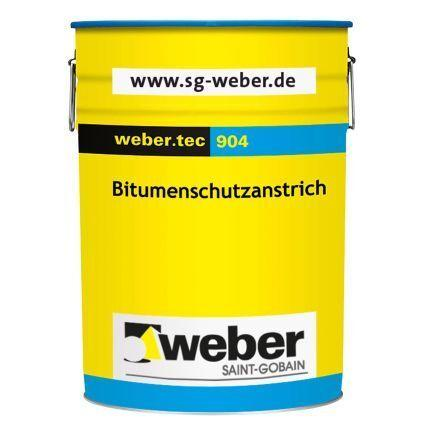 www.sg-weber.de
weber.tec 904
Bitumenschutzanstrich
weber
SAINT-GOBAIN